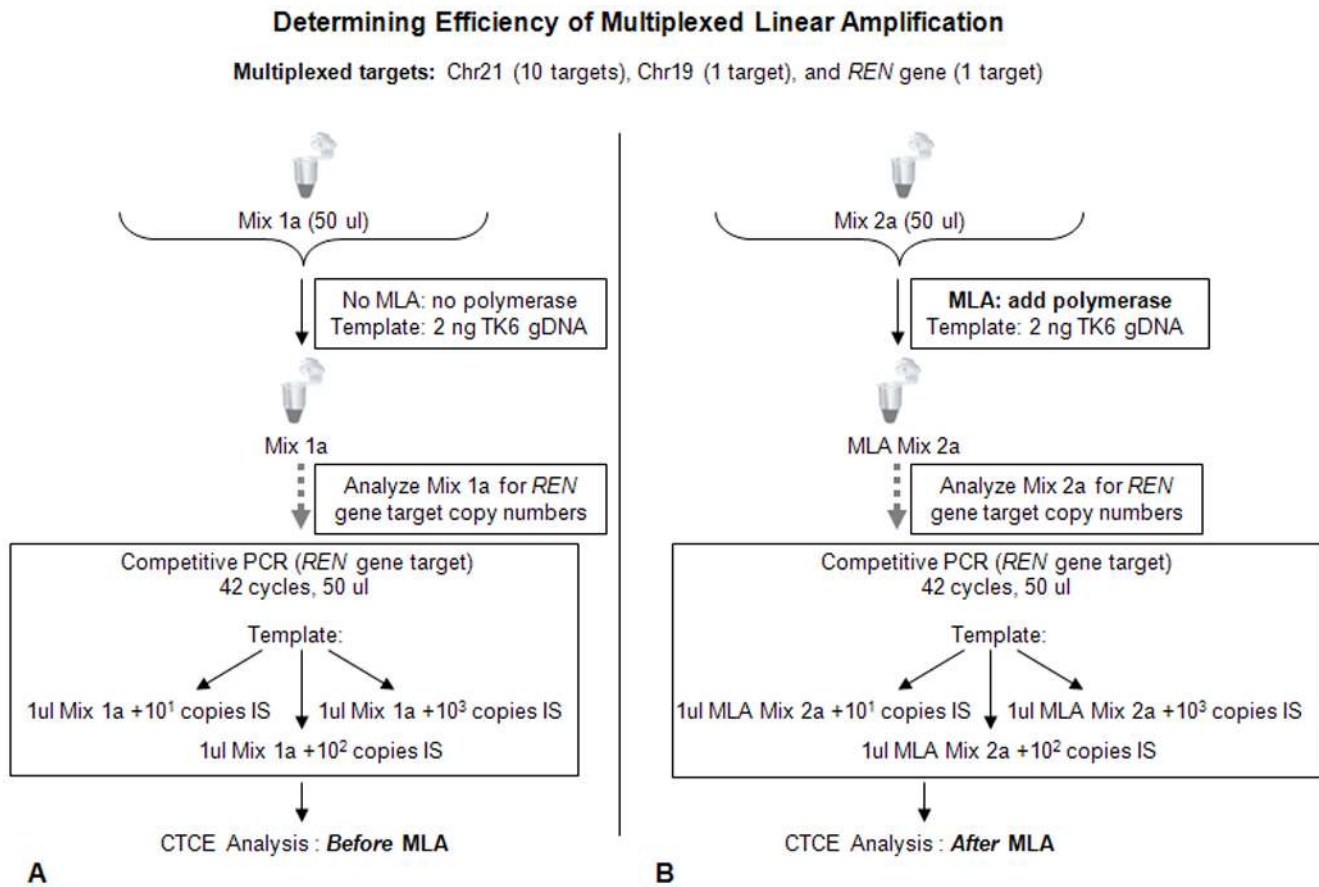 Determining Efficiency of Multiplexed Linear Amplification
Multiplexed targets: Chr21 (10 targets), Chr19 (1 target), and REN gene (1 target)
Mix 1a (50 ul)
No MLA: no polymerase
Template: 2 ng TK6 gDNA
Mix 1a
Analyze Mix 1a for REN
gene target copy numbers
Competitive PCR (REN gene target)
42 cycles, 50 ul
Template:
1ul Mix 1a +10¹ copies IS
1ul Mix 1a +10³ copies IS
1ul Mix 1a +10² copies IS
CTCE Analysis : Before MLA
A
Mix 2a (50 ul)
MLA: add polymerase
Template: 2 ng TK6 gDNA
MLA Mix 2a
Analyze Mix 2a for REN
gene target copy numbers
Competitive PCR (REN gene target)
42 cycles, 50 ul
Template:
1ul MLA Mix 2a +10¹ copies IS
1ul MLA Mix 2a +10³ copies IS
1ul MLA Mix 2a +10² copies IS
CTCE Analysis : After MLA
B